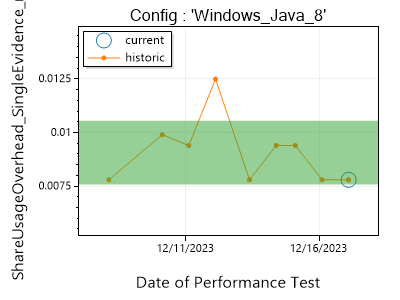 Config : 'Windows_Java_8'
current
historic
0.0125
0.01
0.0075
12/11/2023
12/16/2023
Date of Performance Test
ShareUsageOverhead_SingleEvidence_